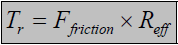 T_r = F_friction × R_eff